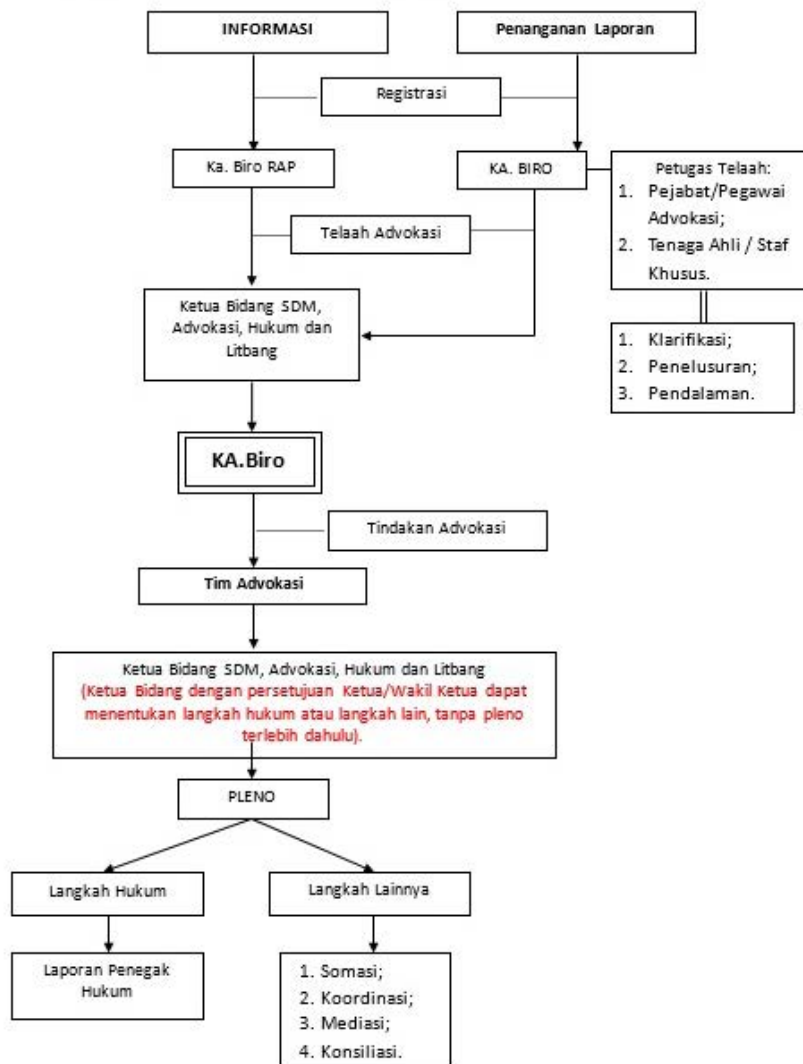 INFORMASI
Penanganan Laporan
Registrasi
Ka. Biro RAP
KA. BIRO
Petugas Telaah:
1. Pejabat/Pegawai
Advokasi;
2. Tenaga Ahli / Staf
Khusus.
Telaah Advokasi
Ketua Bidang SDM,
Advokasi, Hukum dan
Litbang
1. Klarifikasi;
2. Penelusuran;
3. Pendalaman.
KA.Biro
Tindakan Advokasi
Tim Advokasi
Ketua Bidang SDM, Advokasi, Hukum dan Litbang
(Ketua Bidang dengan persetujuan Ketua/Wakil Ketua dapat
menentukan langkah hukum atau langkah lain, tanpa pleno
terlebih dahulu).
PLENO
Langkah Hukum
Langkah Lainnya
Laporan Penegak
Hukum
1. Somasi;
2. Koordinasi;
3. Mediasi;
4. Konsiliasi.